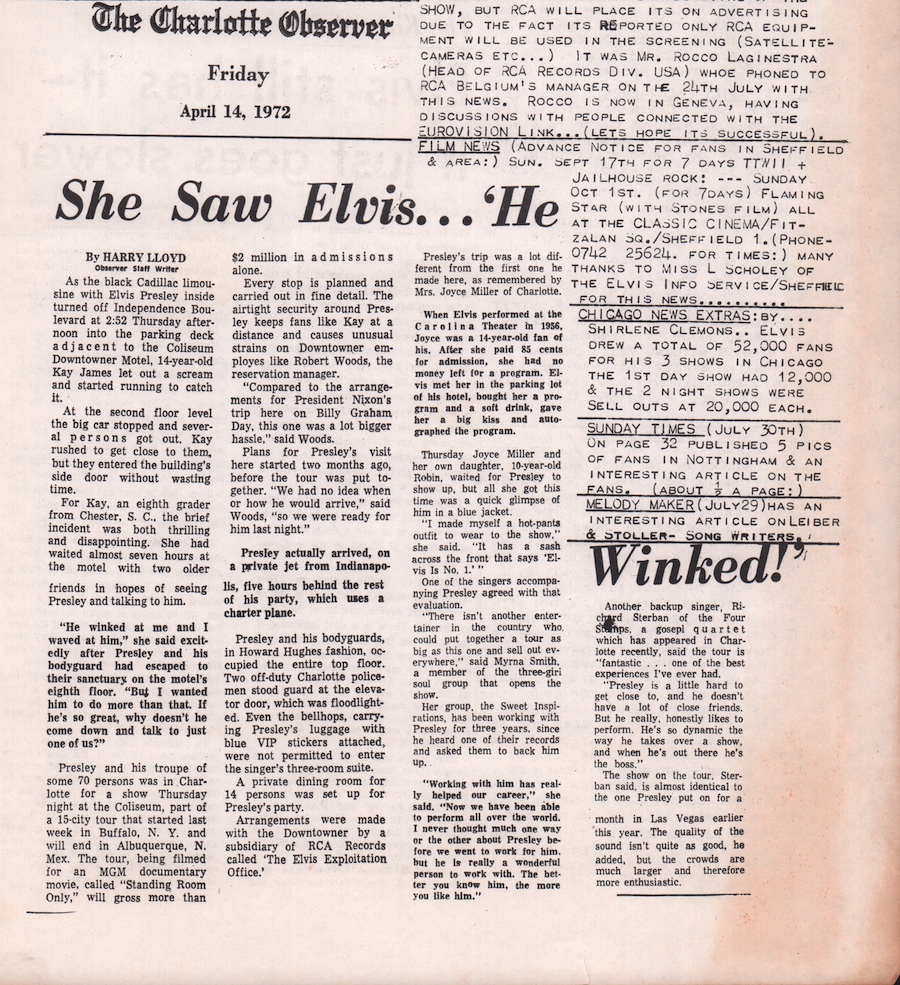 The Charlotte Observer
Friday
April 14, 1972
SHOW, BUT RCA WILL PLACE ITS ON ADVERTISING
DUE TO THE FACT ITS REPORTED ONLY RCA EQUIP-
MENT WILL BE USED IN THE SCREENING (SATELLITE-
CAMERAS ETC...) IT WAS MR. ROCCO LAGINESTRA
(HEAD OF RCA RECORDS DIV. USA) WHOE PHONED TO
RCA BELGIUM'S MANAGER ON THE 24TH JULY WITH
THIS NEWS. ROCCO IS NOW IN GENEVA, HAVING
DISCUSSIONS WITH PEOPLE CONNECTED WITH THE
EUROVISION LINK...(LETS HOPE ITS SUCCESSFUL).
FILM NEWS (ADVANCE NOTICE FOR FANS IN SHEFFIELD
& AREA:) SUN. SEPT 17TH FOR 7 DAYS TTWII +
JAILHOUSE ROCK: --- SUNDAY
OCT 1ST. (FOR 7DAYS) FLAMING
STAR (WITH STONES FILM) ALL
AT THE CLASSIC CINEMA/FIT-
ZALAN SQ./SHEFFIELD 1.(PHONE-
0742 25624. FOR TIMES:) MANY
THANKS TO MISS L SCHOLEY OF
THE ELVIS INFO SERVICE/SHEFFIELD
FOR THIS NEWS..........
CHICAGO NEWS EXTRAS:BY....
SHIRLENE CLEMONS.. ELVIS
DREW A TOTAL OF 52,000 FANS
FOR HIS 3 SHOWS IN CHICAGO
THE 1ST DAY SHOW HAD 12,000
& THE 2 NIGHT SHOWS WERE
SELL OUTS AT 20,000 EACH.
SUNDAY TIMES (JULY 30TH)
ON PAGE 32 PUBLISHED 5 PICS
OF FANS IN NOTTINGHAM & AN
INTERESTING ARTICLE ON THE
FANS. (ABOUT ½ A PAGE:)
MELODY MAKER(JULY29)HAS AN
INTERESTING ARTICLE ON LEIBER
& STOLLER- SONG WRITERS.
She Saw Elvis...'He
Winked!'
By HARRY LLOYD
Observer Staff Writer
As the black Cadillac limou-
sine with Elvis Presley inside
turned off Independence Bou-
levard at 2:52 Thursday after-
noon into the parking deck
adjacent to the Coliseum
Downtowner Motel, 14-year-old
Kay James let out a scream
and started running to catch
it.
At the second floor level
the big car stopped and sever-
al persons got out. Kay
rushed to get close to them,
but they entered the building's
side door without wasting
time.
For Kay, an eighth grader
from Chester, S. C., the brief
incident was both thrilling
and disappointing. She had
waited almost seven hours at
the motel with two older
friends in hopes of seeing
Presley and talking to him.
"He winked at me and I
waved at him," she said excit-
edly after Presley and his
bodyguard had escaped to
their sanctuary on the motel's
eighth floor. "But I wanted
him to do more than that. If
he's so great, why doesn't he
come down and talk to just
one of us?"
Presley and his troupe of
some 70 persons was in Char-
lotte for a show Thursday
night at the Coliseum, part of
a 15-city tour that started last
week in Buffalo, N. Y. and
will end in Albuquerque, N.
Mex. The tour, being filmed
for an MGM documentary
movie, called "Standing Room
Only," will gross more than
$2 million in admissions
alone.
Every stop is planned and
carried out in fine detail. The
airtight security around Pres-
ley keeps fans like Kay at a
distance and causes unusual
strains on Downtowner em-
ployes like Robert Woods, the
reservation manager.
"Compared to the arrange-
ments for President Nixon's
trip here on Billy Graham
Day, this one was a lot bigger
hassle," said Woods.
Plans for Presley's visit
here started two months ago,
before the tour was put to-
gether. "We had no idea when
or how he would arrive," said
Woods, "so we were ready for
him last night."
Presley actually arrived, on
a private jet from Indianapo-
lis, five hours behind the rest
of his party, which uses a
charter plane.
Presley and his bodyguards,
in Howard Hughes fashion, oc-
cupied the entire top floor.
Two off-duty Charlotte police-
men stood guard at the eleva-
tor door, which was floodlight-
ed. Even the bellhops, carry-
ing Presley's luggage with
blue VIP stickers attached,
were not permitted to enter
the singer's three-room suite.
A private dining room for
14 persons was set up for
Presley's party.
Arrangements were made
with the Downtowner by a
subsidiary of RCA Records
called 'The Elvis Exploitation
Office.'
Presley's trip was a lot dif-
ferent from the first one he
made here, as remembered by
Mrs. Joyce Miller of Charlotte.
When Elvis performed at the
Carolina Theater in 1956,
Joyce was a 14-year-old fan of
his. After she paid 85 cents
for admission, she had no
money left for a program. El-
vis met her in the parking lot
of his hotel, bought her a pro-
gram and a soft drink, gave
her a big kiss and auto-
graphed the program.
Thursday Joyce Miller and
her own daughter, 10-year-old
Robin, waited for Presley to
show up, but all she got this
time was a quick glimpse of
him in a blue jacket.
"I made myself a hot-pants
outfit to wear to the show,"
she said. "It has a sash
across the front that says 'El-
vis Is No. 1.' "
One of the singers accompa-
nying Presley agreed with that
evaluation.
"There isn't another enter-
tainer in the country who
could put together a tour as
big as this one and sell out ev-
erywhere," said Myrna Smith,
a member of the three-girl
soul group that opens the
show.
Her group, the Sweet Inspi-
rations, has been working with
Presley for three years, since
he heard one of their records
and asked them to back him
up.
"Working with him has real-
ly helped our career," she
said. "Now we have been able
to perform all over the world.
I never thought much one way
or the other about Presley be-
fore we went to work for him.
but he is really a wonderful
person to work with. The bet-
ter you know him, the more
you like him."
Another backup singer, Ri-
chard Sterban of the Four
Stamps, a gosepl quartet
which has appeared in Char-
lotte recently, said the tour is
"fantastic . . . one of the best
experiences I've ever had.
"Presley is a little hard to
get close to, and he doesn't
have a lot of close friends.
But he really, honestly likes to
perform. He's so dynamic the
way he takes over a show,
and when he's out there he's
the boss."
The show on the tour, Ster-
ban said, is almost identical to
the one Presley put on for a
month in Las Vegas earlier
this year. The quality of the
sound isn't quite as good, he
added, but the crowds are
much larger and therefore
more enthusiastic.